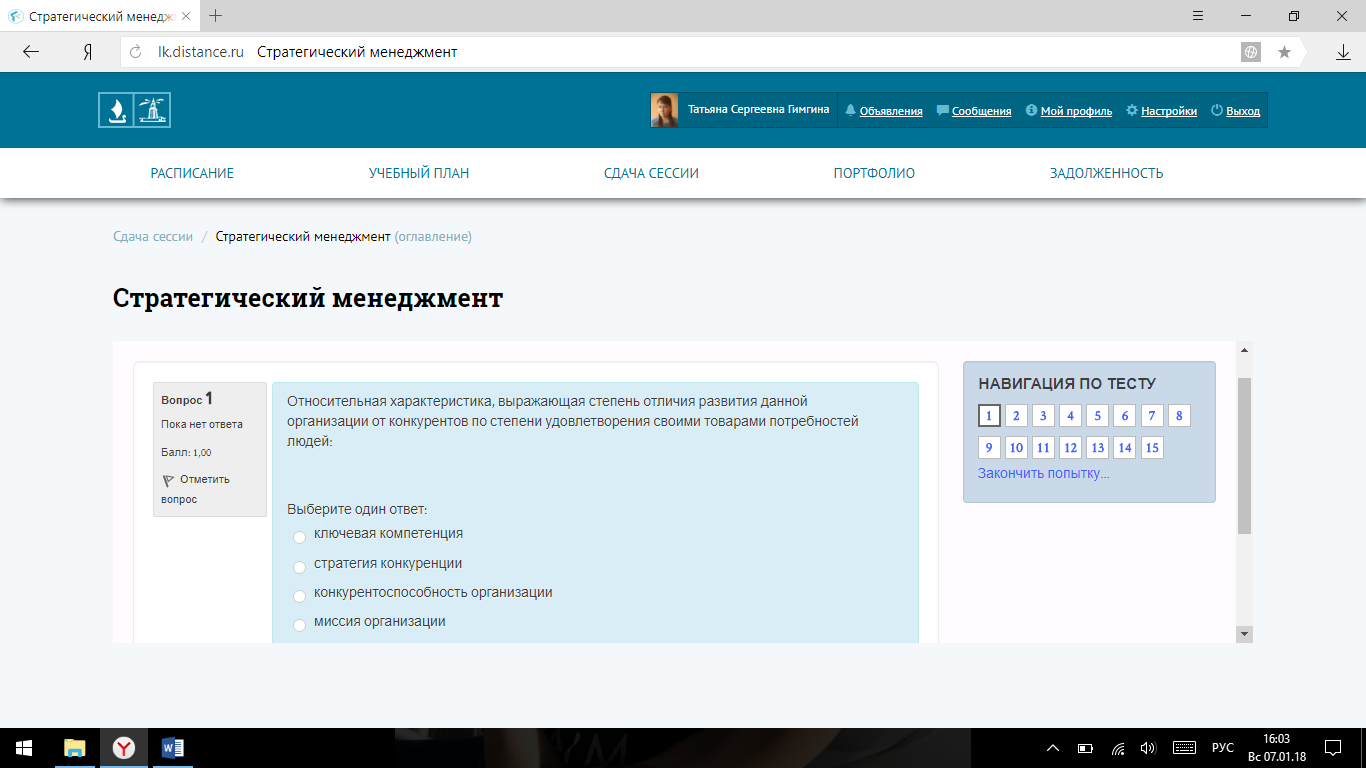 Стратегический менедж
lk.distance.ru Стратегический менеджмент
Татьяна Сергеевна Гимгина Объявления Сообщения Мой профиль Настройки Выход
РАСПИСАНИЕ УЧЕБНЫЙ ПЛАН СДАЧА СЕССИИ ПОРТФОЛИО ЗАДОЛЖЕННОСТЬ
Сдача сессии / Стратегический менеджмент (оглавление)
Стратегический менеджмент
Вопрос 1
Пока нет ответа
Балл: 1,00
Отметить
вопрос
Относительная характеристика, выражающая степень отличия развития данной
организации от конкурентов по степени удовлетворения своими товарами потребностей
людей:
Выберите один ответ:
ключевая компетенция
стратегия конкуренции
конкурентоспособность организации
миссия организации
НАВИГАЦИЯ ПО ТЕСТУ
1 2 3 4 5 6 7 8
9 10 11 12 13 14 15
Закончить попытку...
РУС
16:03
Вс 07.01.18